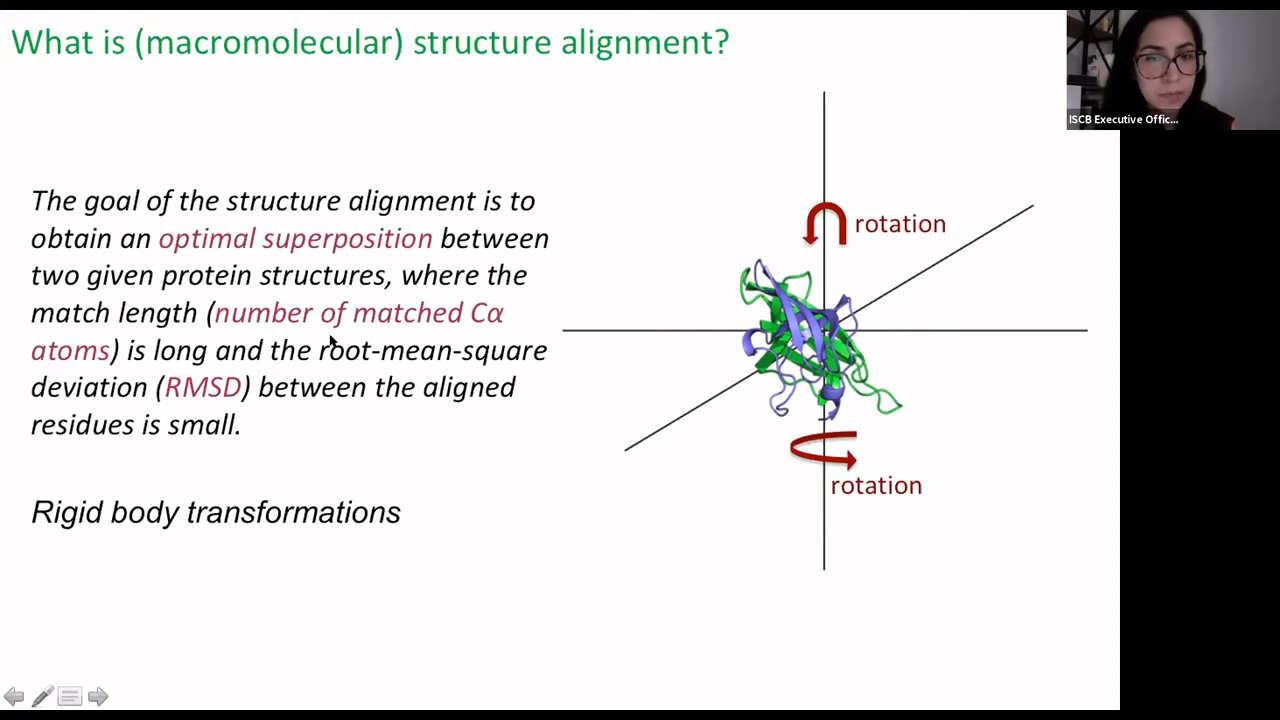 What is (macromolecular) structure alignment?
ISCB Executive Offic...
The goal of the structure alignment is to
obtain an optimal superposition between
two given protein structures, where the
match length (number of matched Cα
atoms) is long and the root-mean-square
deviation (RMSD) between the aligned
residues is small.
Rigid body transformations
rotation
rotation